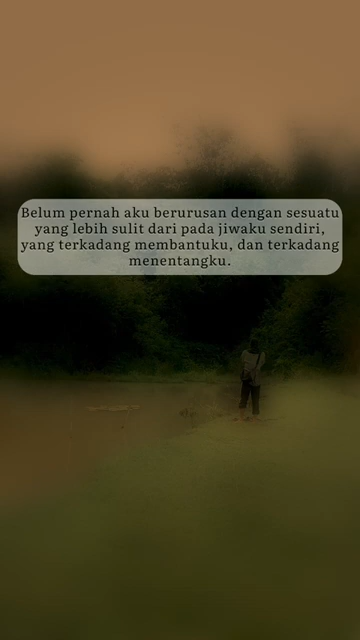 Belum pernah aku berurusan dengan sesuatu
yang lebih sulit dari pada jiwaku sendiri,
yang terkadang membantuku, dan terkadang
menentangku.